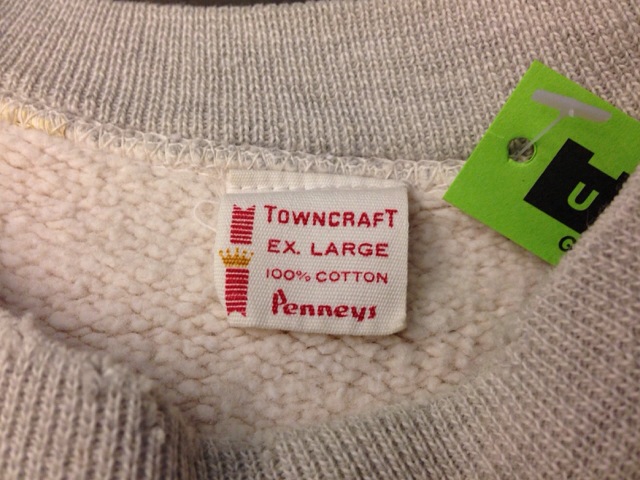 TOWNCRAFT
EX. LARGE
100% COTTON
Penneys
U